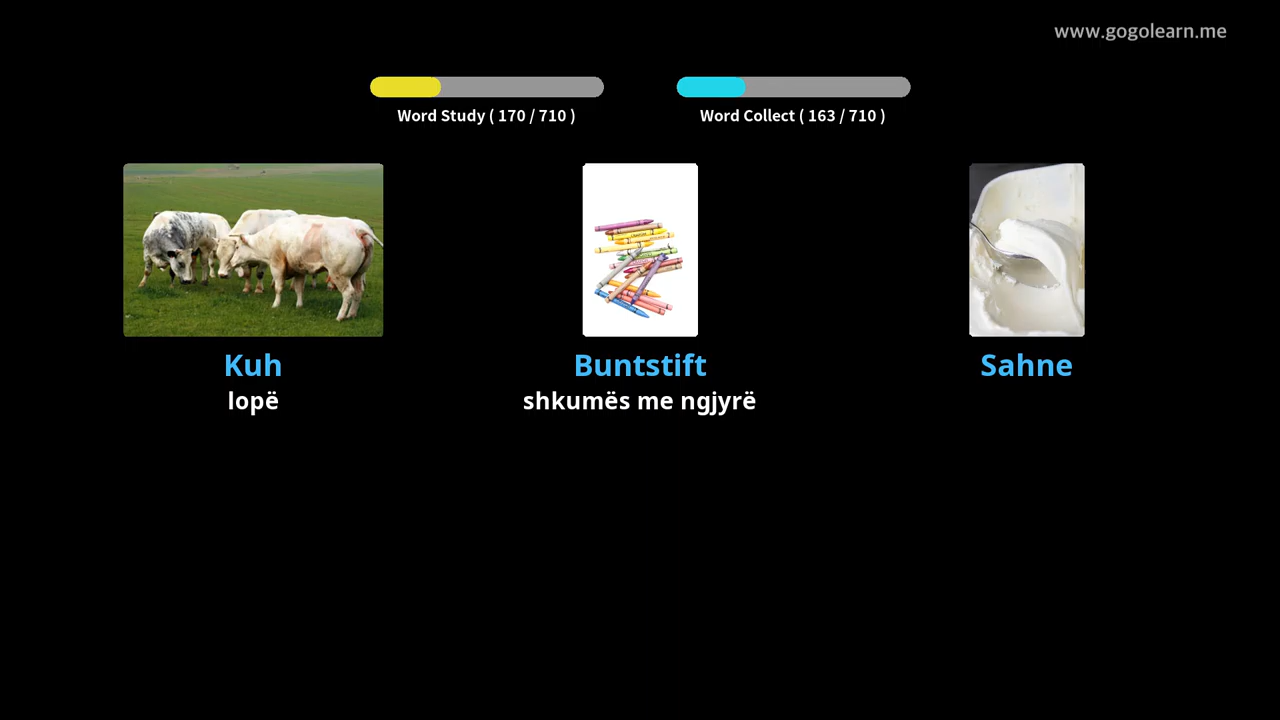 www.gogolearn.me
Word Study ( 170 / 710 )
Word Collect ( 163 / 710 )
Kuh
Buntstift
Sahne
lopë
shkumës me ngjyrë